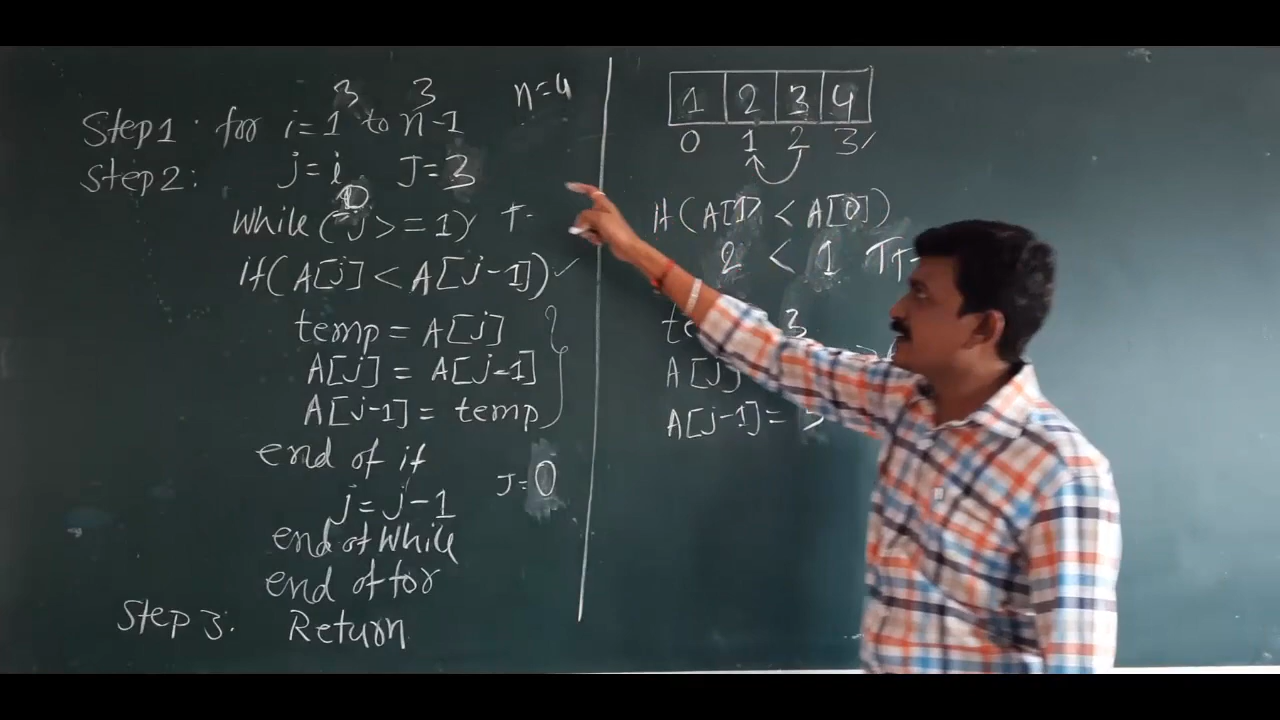 3 3
Step1: for i=1 to n-1 n=4
Step2: j=i J=3
0
While(j>=1) T
if(A[j] < A[j-1])
temp = A[j]
A[j] = A[j-1]
A[j-1] = temp
end of if
j=j-1 J=0
end of While
end of for
Step 3. Return
1 2 3 4
0 1 2 3
if(A[1] < A[0])
2 < 1
3
A[j]
A[j-1]=